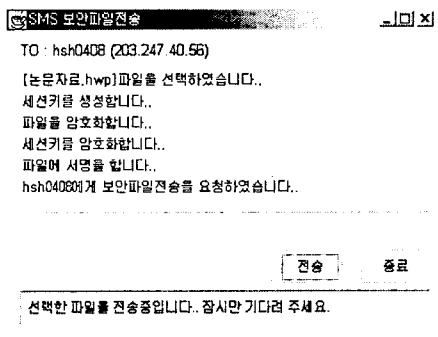 SMS 보안파일전송
TO : hsh0408 (203.247.40.56)
[논문자료.hwp]파일을 선택하였습니다..
세션키를 생성합니다..
파일을 암호화합니다..
세션키를 암호화합니다..
파일에 서명을 합니다..
hsh0408에게 보안파일전송을 요청하였습니다..
전송 종료
선택한 파일을 전송중입니다.. 잠시만 기다려 주세요.